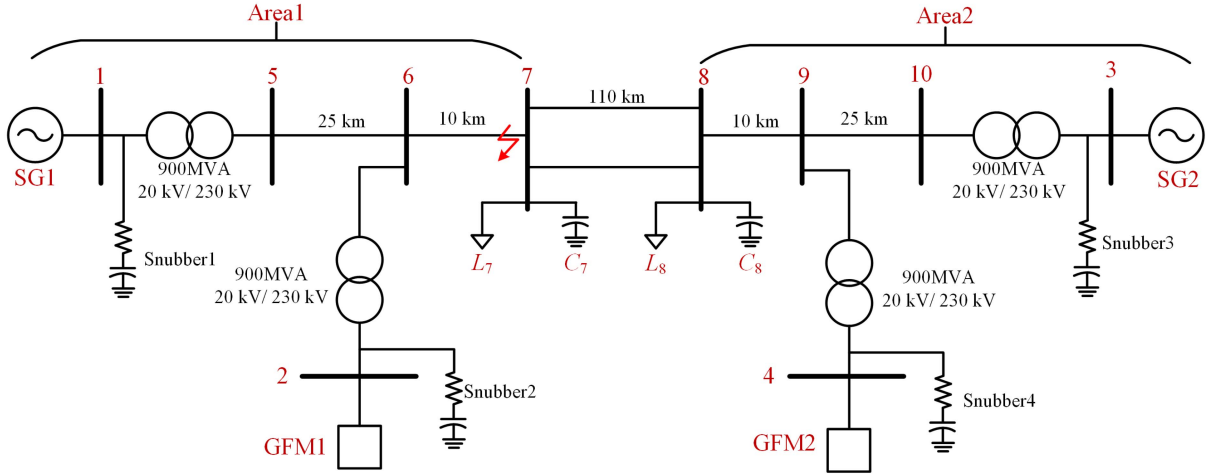 Area1
Area2
1
5
6
7
8
9
10
3
110 km
25 km
10 km
10 km
25 km
SG1
900MVA
20 kV/ 230 kV
900MVA
20 kV/ 230 kV
SG2
Snubber1
L7
C7
L8
C8
Snubber3
900MVA
20 kV/ 230 kV
900MVA
20 kV/ 230 kV
2
Snubber2
4
Snubber4
GFM1
GFM2